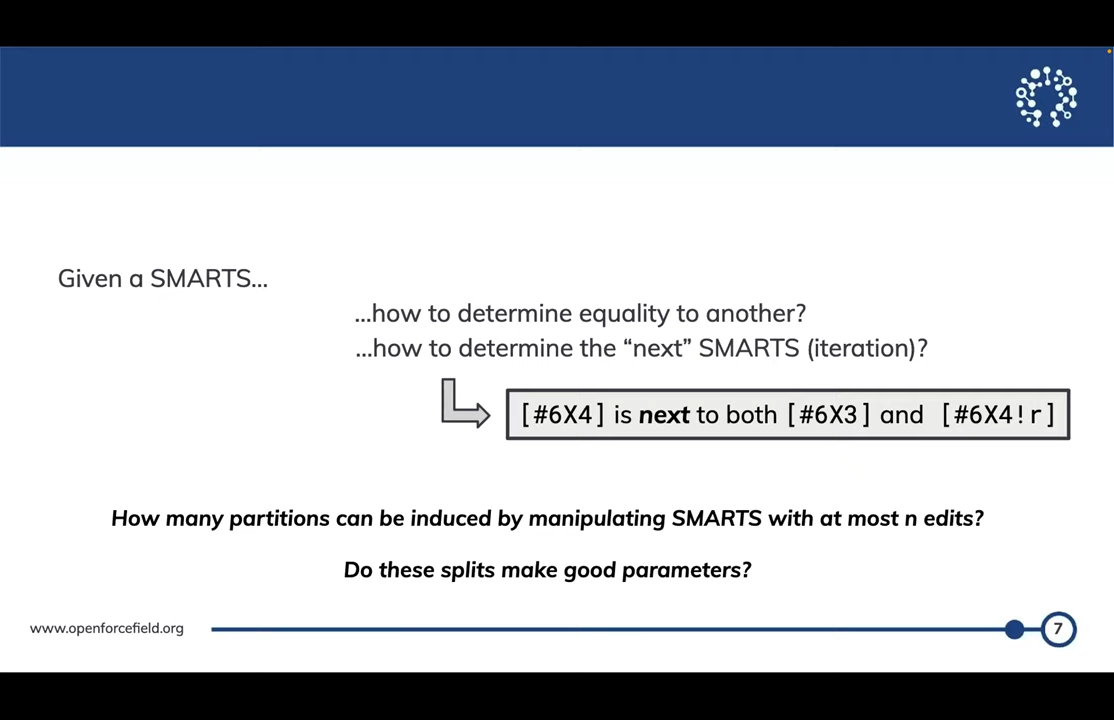 Given a SMARTS...
...how to determine equality to another?
...how to determine the “next” SMARTS (iteration)?
[#6X4] is next to both [#6X3] and [#6X4!r]
How many partitions can be induced by manipulating SMARTS with at most n edits?
Do these splits make good parameters?
www.openforcefield.org
7